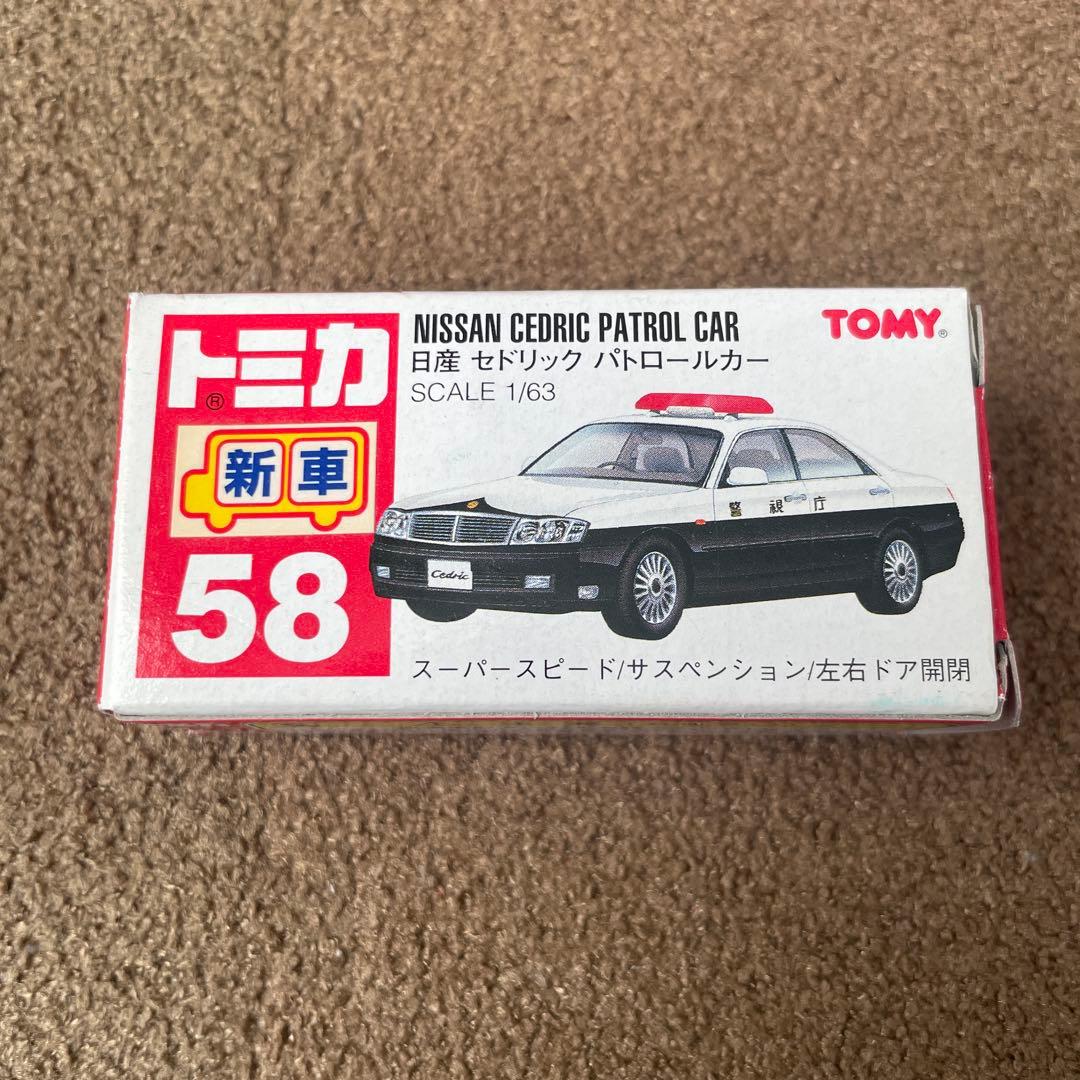 トミカ®
新車
58
NISSAN CEDRIC PATROL CAR
日産 セドリック パトロールカー
SCALE 1/63
TOMY®
警視庁
Cedric
スーパースピード/サスペンション/左右ドア開閉